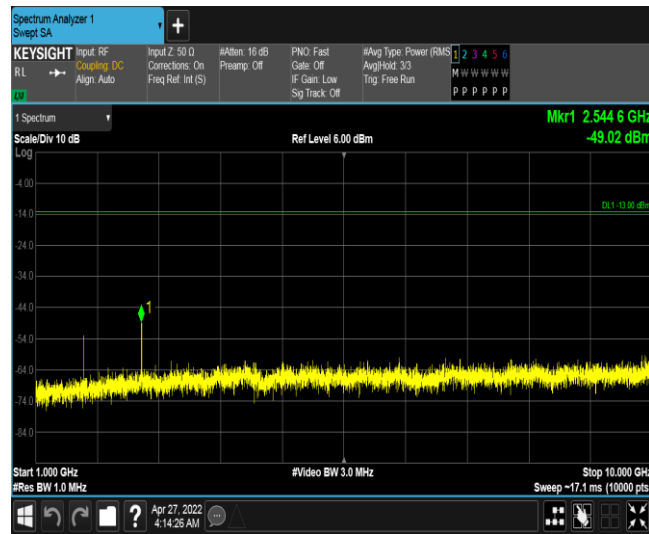 Spectrum Analyzer 1
Swept SA
+
KEYSIGHT Input: RF Input Z: 50 Ω #Atten: 16 dB PNO: Fast #Avg Type: Power (RMS 1 2 3 4 5 6
RL Coupling: DC Corrections: On Preamp: Off Gate: Off Avg|Hold: 3/3 M W W W W W
Align: Auto Freq Ref: Int (S) IF Gain: Low Trig: Free Run
Sig Track: Off P P P P P P
1 Spectrum Mkr1 2.544 6 GHz
Scale/Div 10 dB Ref Level 6.00 dBm -49.02 dBm
Log
-4.00
DL1 -13.00 dBm
-14.0
-24.0
-34.0
-44.0 1
-54.0
-64.0
-74.0
-84.0
Start 1.000 GHz #Video BW 3.0 MHz Stop 10.000 GHz
#Res BW 1.0 MHz Sweep ~17.1 ms (10000 pts
? Apr 27, 2022
4:14:26 AM